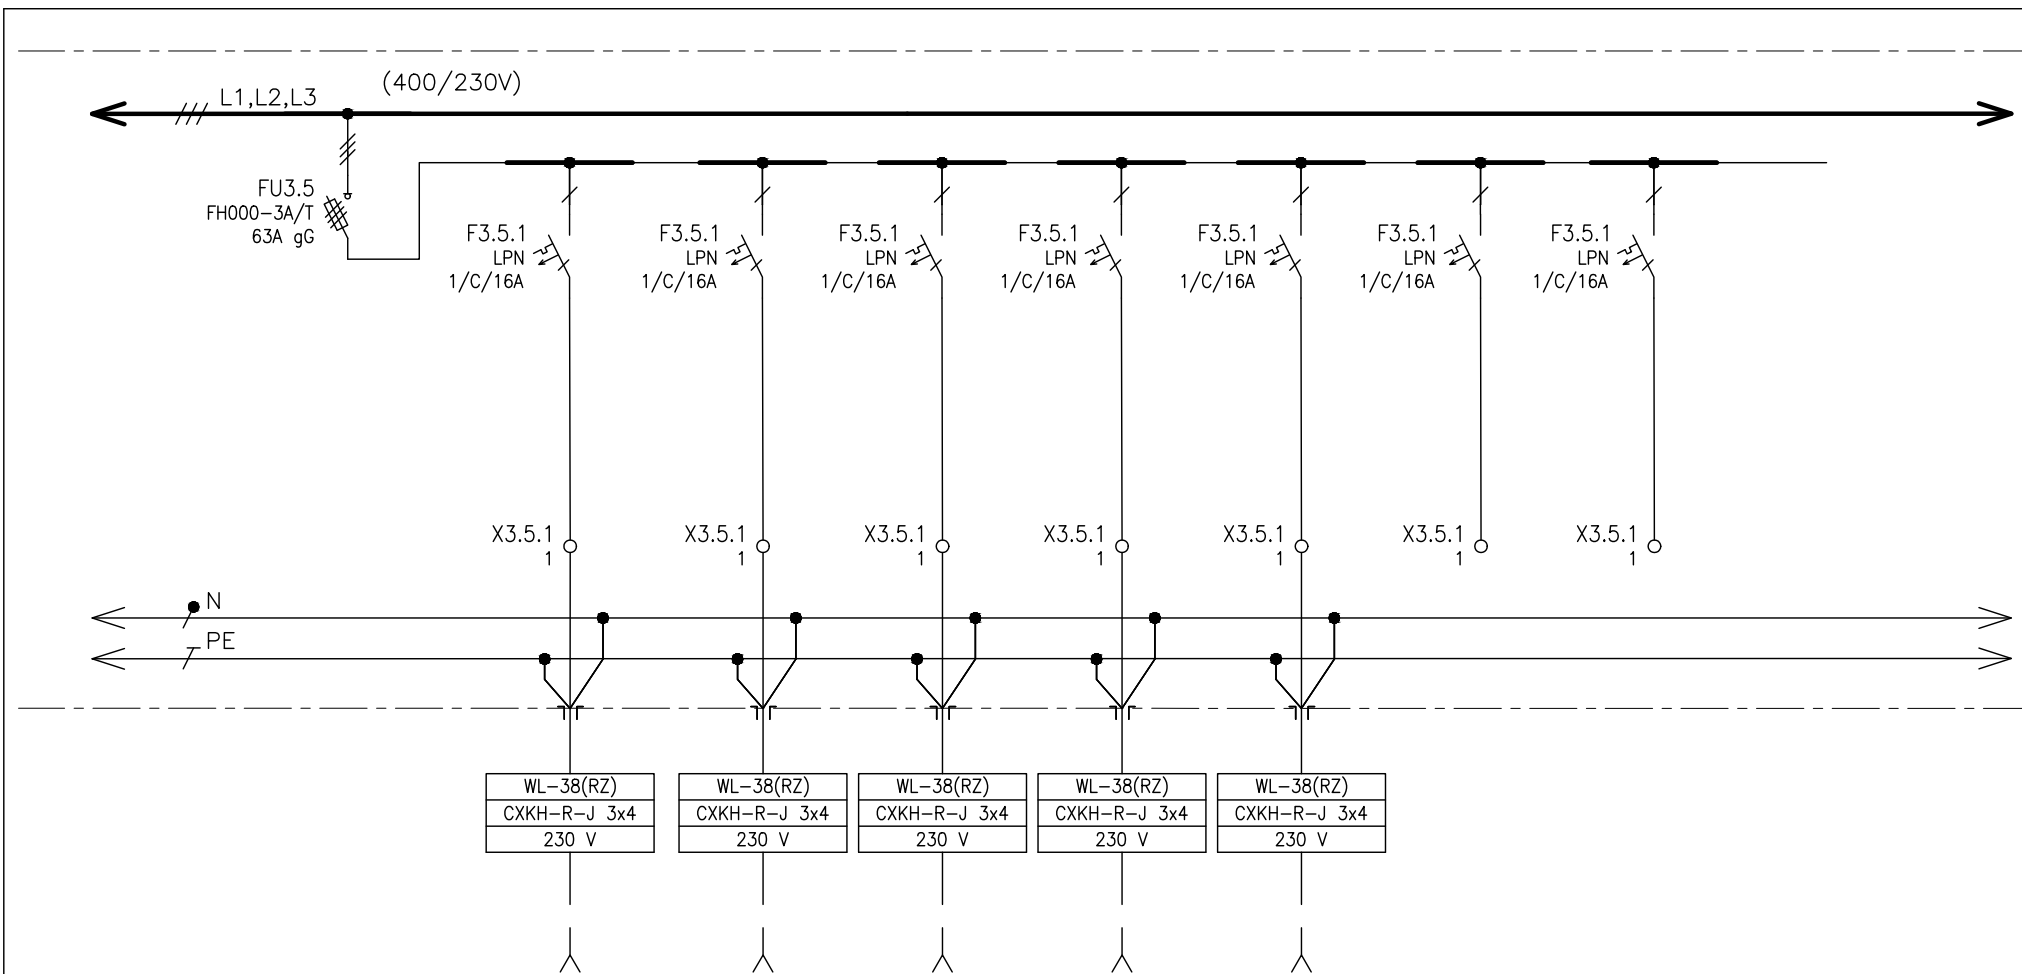 (400/230V)
L1,L2,L3
FU3.5
FH000-3A/T
63A gG
F3.5.1
LPN
1/C/16A
F3.5.1
LPN
1/C/16A
F3.5.1
LPN
1/C/16A
F3.5.1
LPN
1/C/16A
F3.5.1
LPN
1/C/16A
F3.5.1
LPN
1/C/16A
F3.5.1
LPN
1/C/16A
X3.5.1
1
X3.5.1
1
X3.5.1
1
X3.5.1
1
X3.5.1
1
X3.5.1
1
X3.5.1
1
N
PE
WL-38(RZ)
CXKH-R-J 3x4
230 V
WL-38(RZ)
CXKH-R-J 3x4
230 V
WL-38(RZ)
CXKH-R-J 3x4
230 V
WL-38(RZ)
CXKH-R-J 3x4
230 V
WL-38(RZ)
CXKH-R-J 3x4
230 V